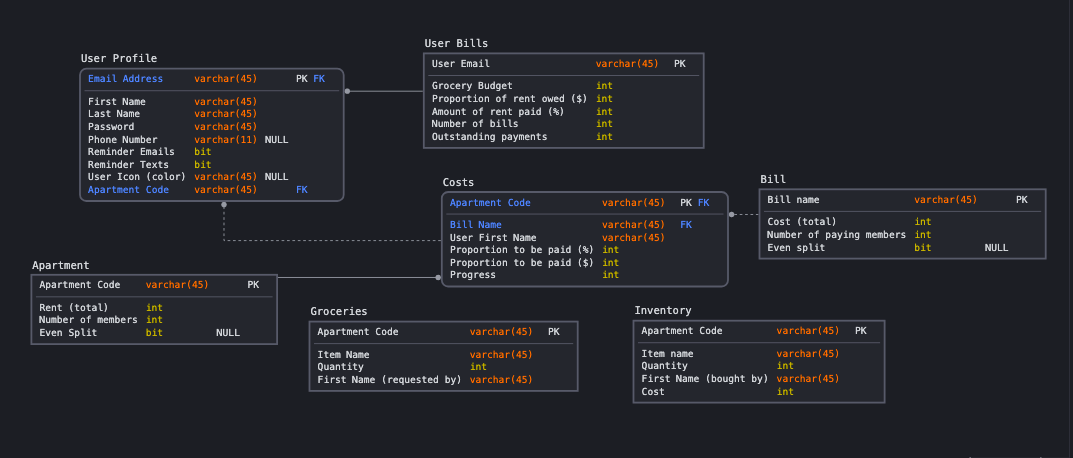 User Profile
Email Address varchar(45) PK FK
First Name varchar(45)
Last Name varchar(45)
Password varchar(45)
Phone Number varchar(11) NULL
Reminder Emails bit
Reminder Texts bit
User Icon (color) varchar(45) NULL
Apartment Code varchar(45) FK
User Bills
User Email varchar(45) PK
Grocery Budget int
Proportion of rent owed ($) int
Amount of rent paid (%) int
Number of bills int
Outstanding payments int
Costs
Apartment Code varchar(45) PK FK
Bill Name varchar(45) FK
User First Name varchar(45)
Proportion to be paid (%) int
Proportion to be paid ($) int
Progress int
Bill
Bill name varchar(45) PK
Cost (total) int
Number of paying members int
Even split bit NULL
Apartment
Apartment Code varchar(45) PK
Rent (total) int
Number of members int
Even Split bit NULL
Groceries
Apartment Code varchar(45) PK
Item Name varchar(45)
Quantity int
First Name (requested by) varchar(45)
Inventory
Apartment Code varchar(45) PK
Item name varchar(45)
Quantity int
First Name (bought by) varchar(45)
Cost int